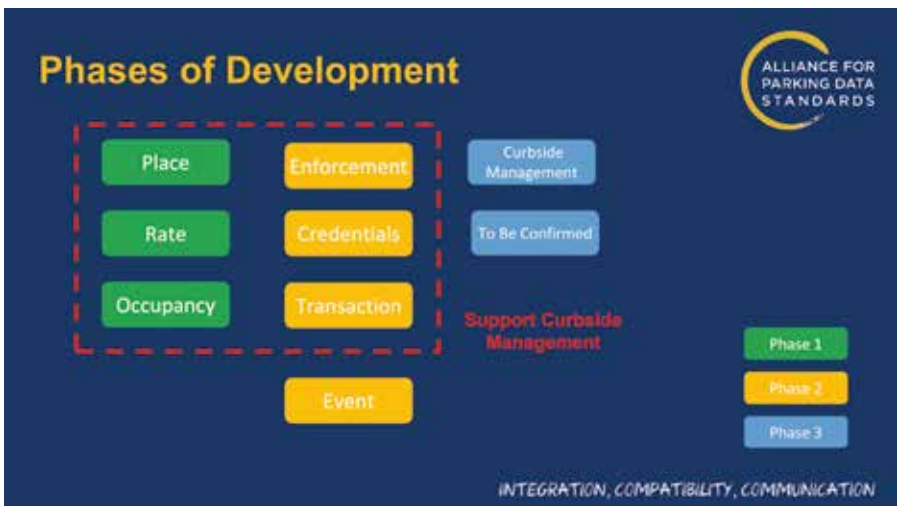 Phases of Development
ALLIANCE FOR
PARKING DATA
STANDARDS
Place
Enforcement
Curbside
Management
Rate
Credentials
To Be Confirmed
Occupancy
Transaction
Support Curbside
Management
Event
Phase 1
Phase 2
Phase 3
INTEGRATION, COMPATIBILITY, COMMUNICATION